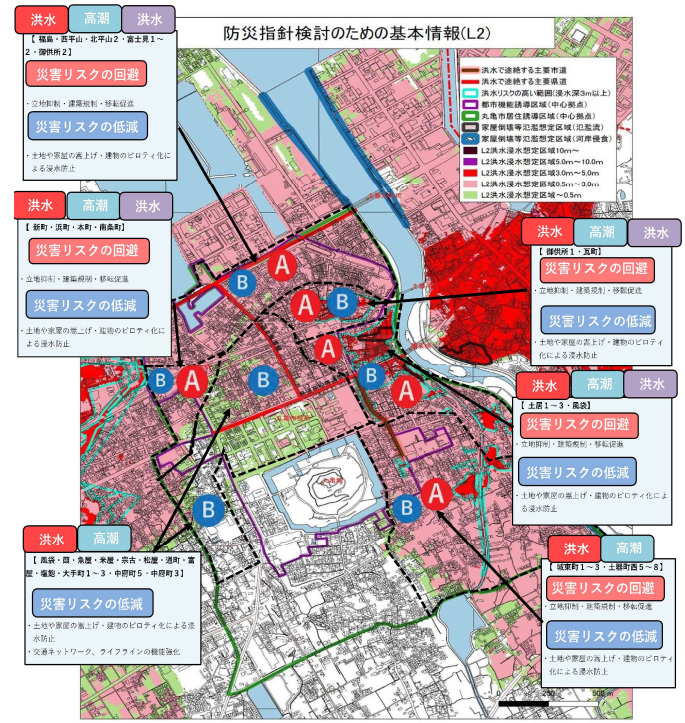 防災指針検討のための基本情報(L2)
洪水 高潮 洪水
【 福島・西平山・北平山２・富士見１～
２・御供所２】
災害リスクの回避
・立地抑制・建築規制・移転促進
災害リスクの低減
・土地や家屋の嵩上げ・建物のピロティ化に
よる浸水防止
洪水で途絶する主要市道
洪水で途絶する主要県道
洪水リスクの高い範囲(浸水深3m以上)
都市機能誘導区域(中心拠点)
丸亀市居住誘導区域(中心拠点)
家屋倒壊等氾濫想定区域(氾濫流)
家屋倒壊等氾濫想定区域(河岸侵食)
L2洪水浸水想定区域10m～
L2洪水浸水想定区域5.0m～10.0m
L2洪水浸水想定区域3.0m～5.0m
L2洪水浸水想定区域0.5m～3.0m
L2洪水浸水想定区域～0.5m
洪水 高潮 洪水
【 新町・浜町・本町・南条町】
災害リスクの回避
・立地抑制・建築規制・移転促進
災害リスクの低減
・土地や家屋の嵩上げ・建物のピロティ化に
よる浸水防止
洪水 高潮 洪水
【 御供所１・瓦町】
災害リスクの回避
・立地抑制・建築規制・移転促進
災害リスクの低減
・土地や家屋の嵩上げ・建物のピロティ
化による浸水防止
A
B
A B
A
B A B B A
洪水 高潮 洪水
【 土居１～３・風袋】
災害リスクの回避
・立地抑制・建築規制・移転促進
災害リスクの低減
・土地や家屋の嵩上げ・建物のピロティ化によ
る浸水防止
B B A
洪水 高潮
【 風袋・葭・魚屋・米屋・宗古・松屋・通町・富
屋・塩飽・大手町１～３・中府町５・中府町３】
災害リスクの低減
・土地や家屋の嵩上げ・建物のピロティ化による浸
水防止
・交通ネットワーク、ライフラインの機能強化
洪水 高潮
【 城東町１～３・土器町西５～８】
災害リスクの回避
・立地抑制・建築規制・移転促進
災害リスクの低減
・土地や家屋の嵩上げ・建物のピロティ
化による浸水防止
0 250 500 m